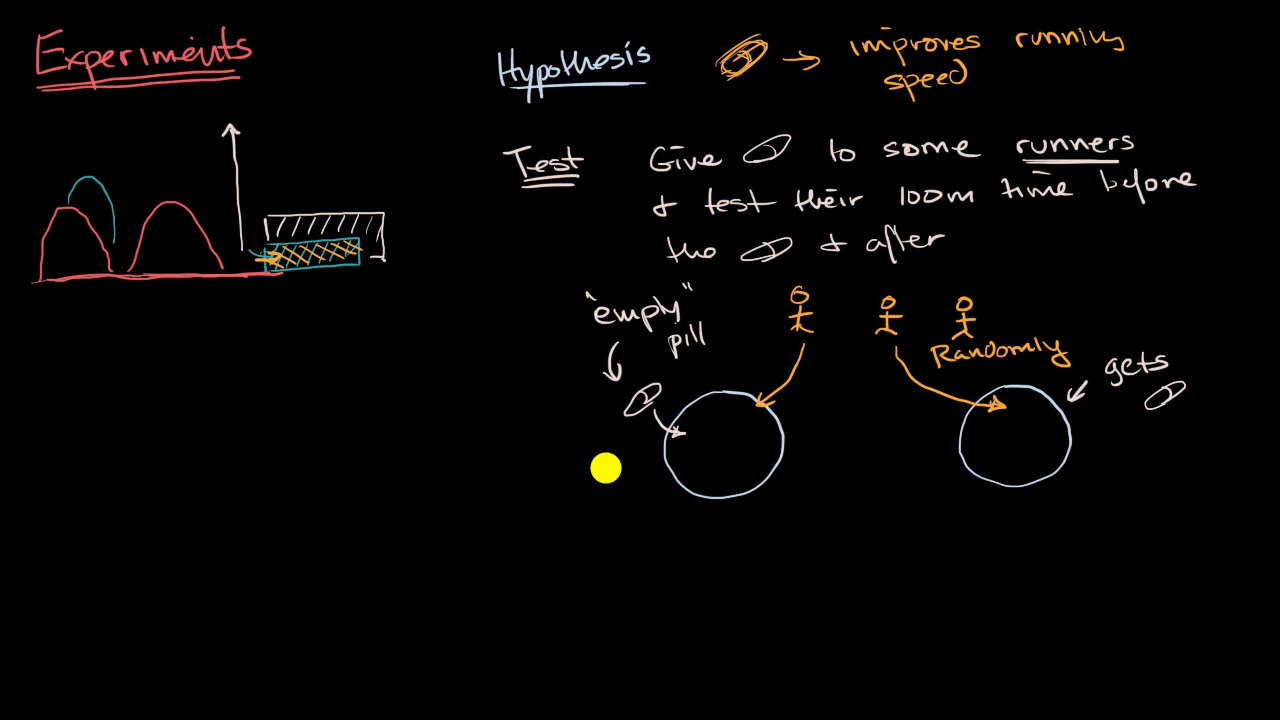 Experiments
Hypothesis → improves running
speed
Test Give to some runners
& test their 100m time before
the & after
"empty"
pill
Randomly
gets